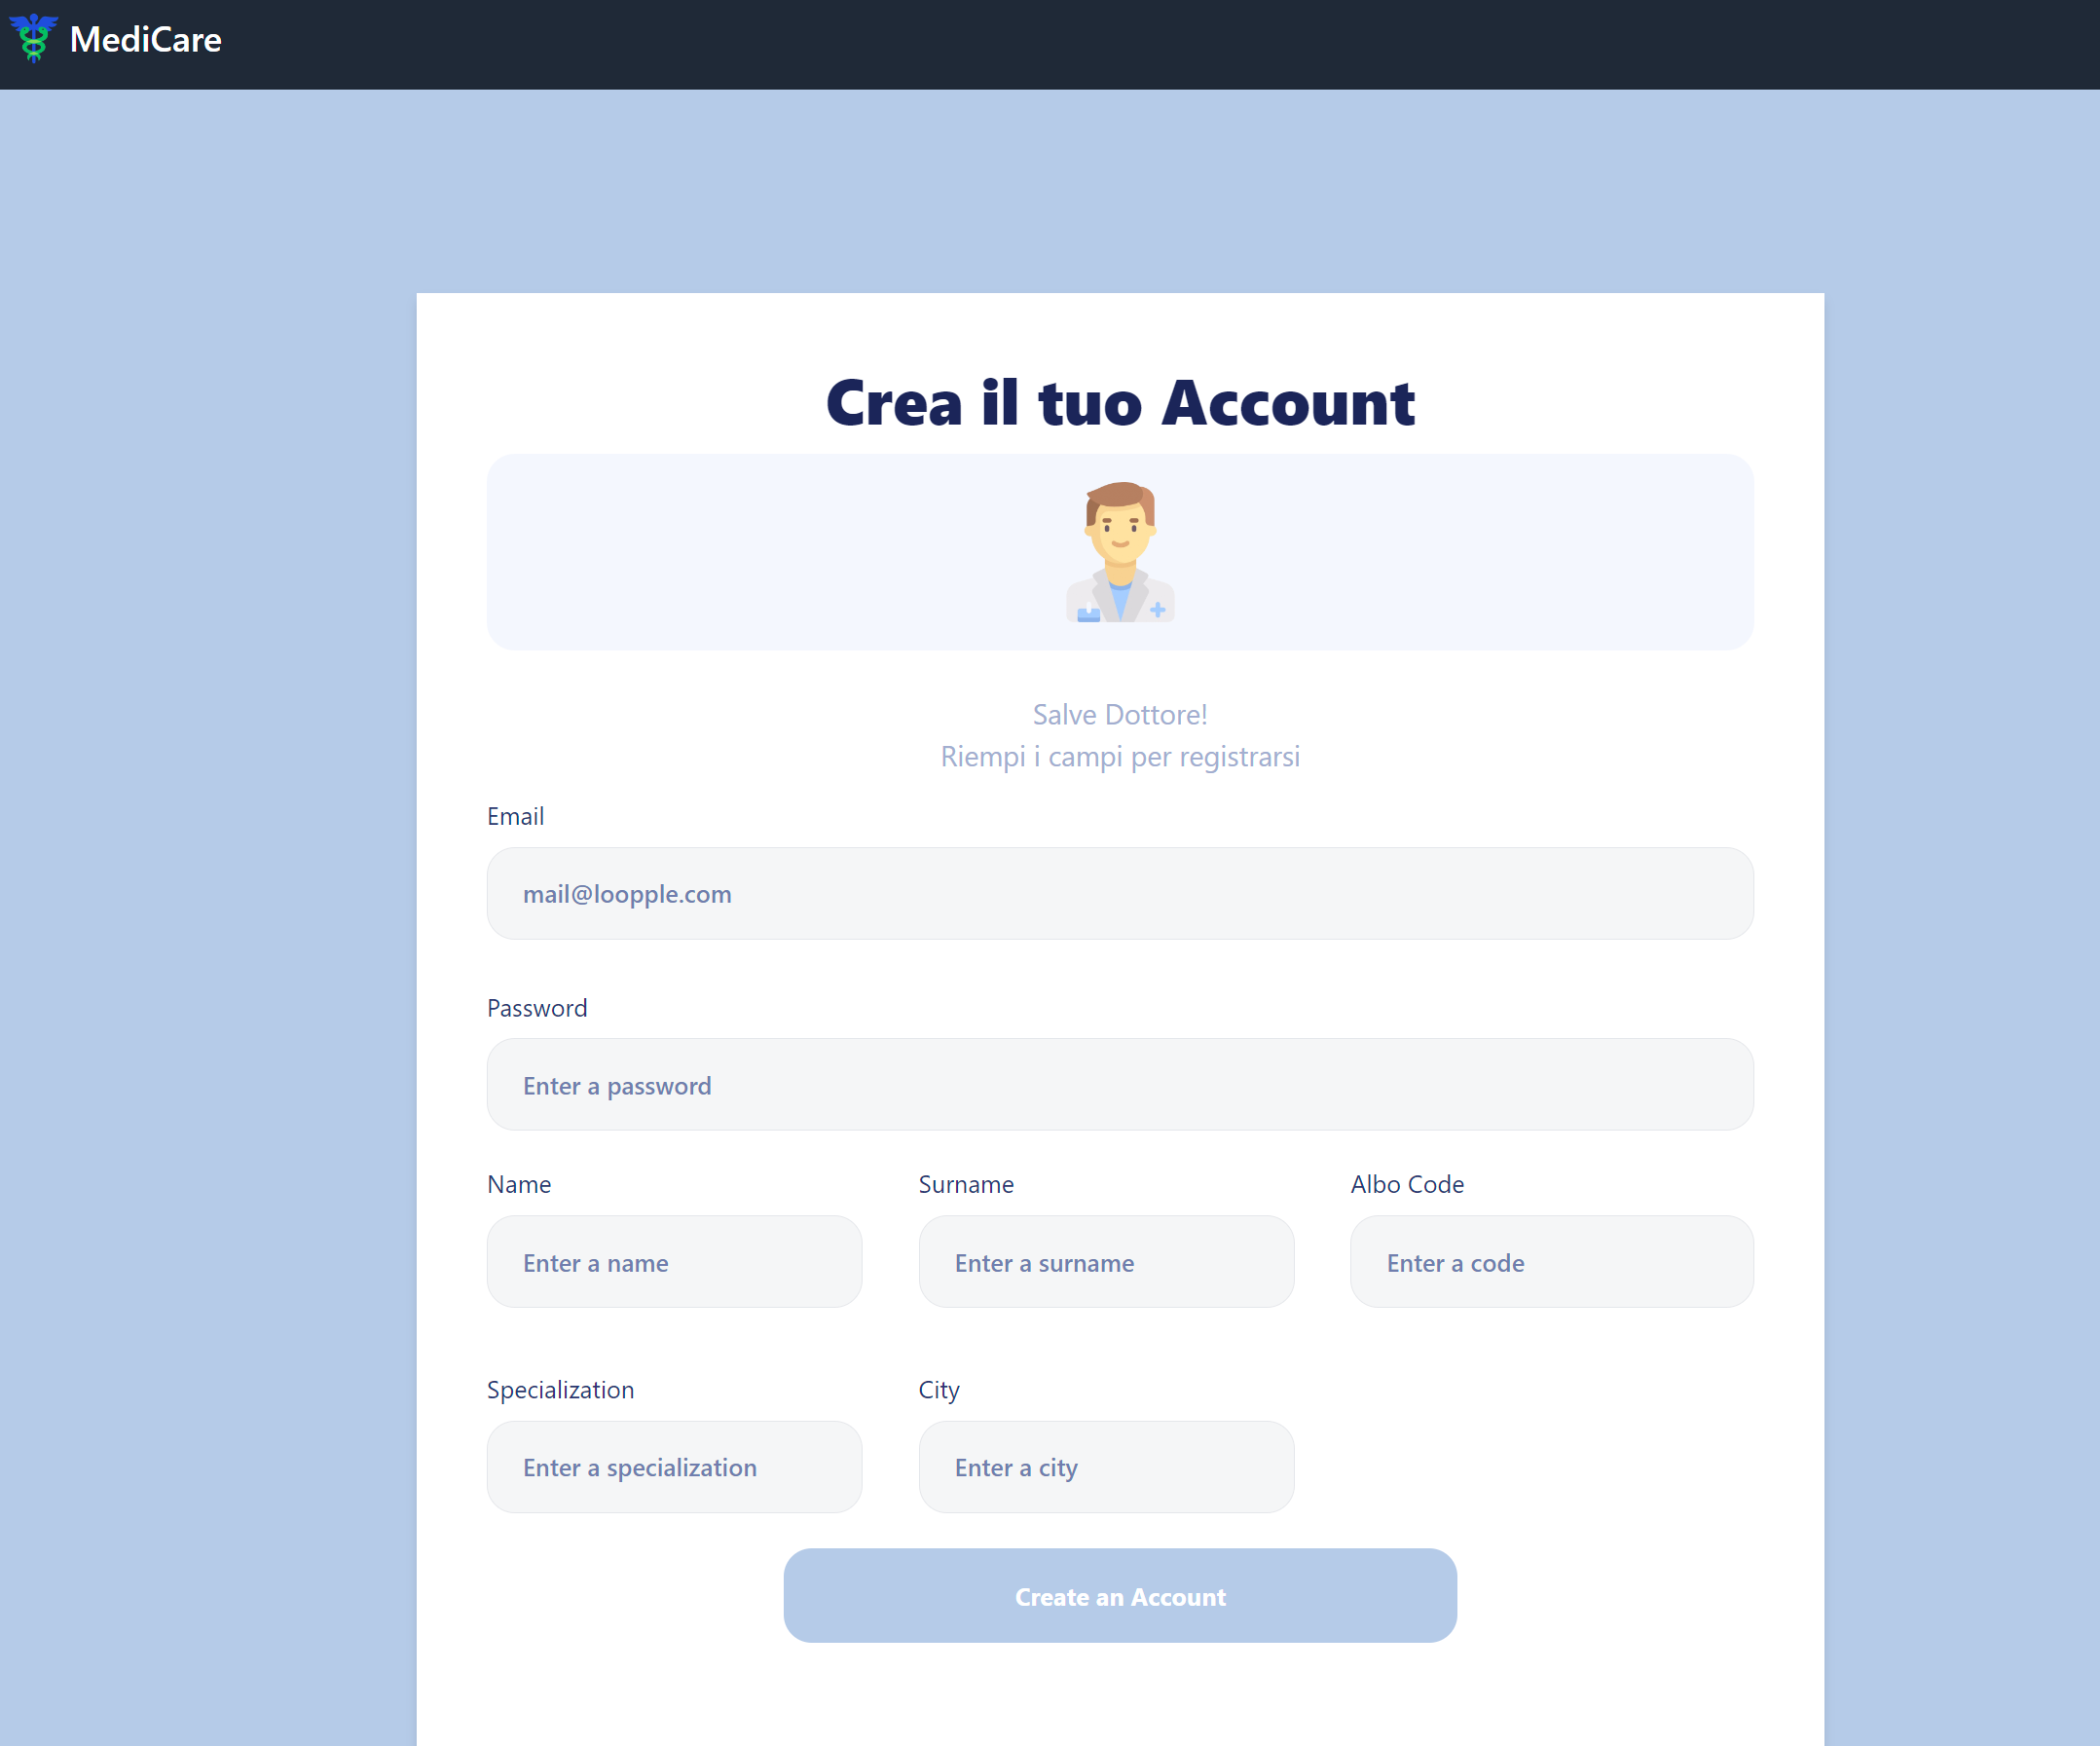 MediCare
Crea il tuo Account
Salve Dottore!
Riempi i campi per registrarsi
Email
mail@loopple.com
Password
Enter a password
Name
Surname
Albo Code
Enter a name
Enter a surname
Enter a code
Specialization
City
Enter a specialization
Enter a city
Create an Account